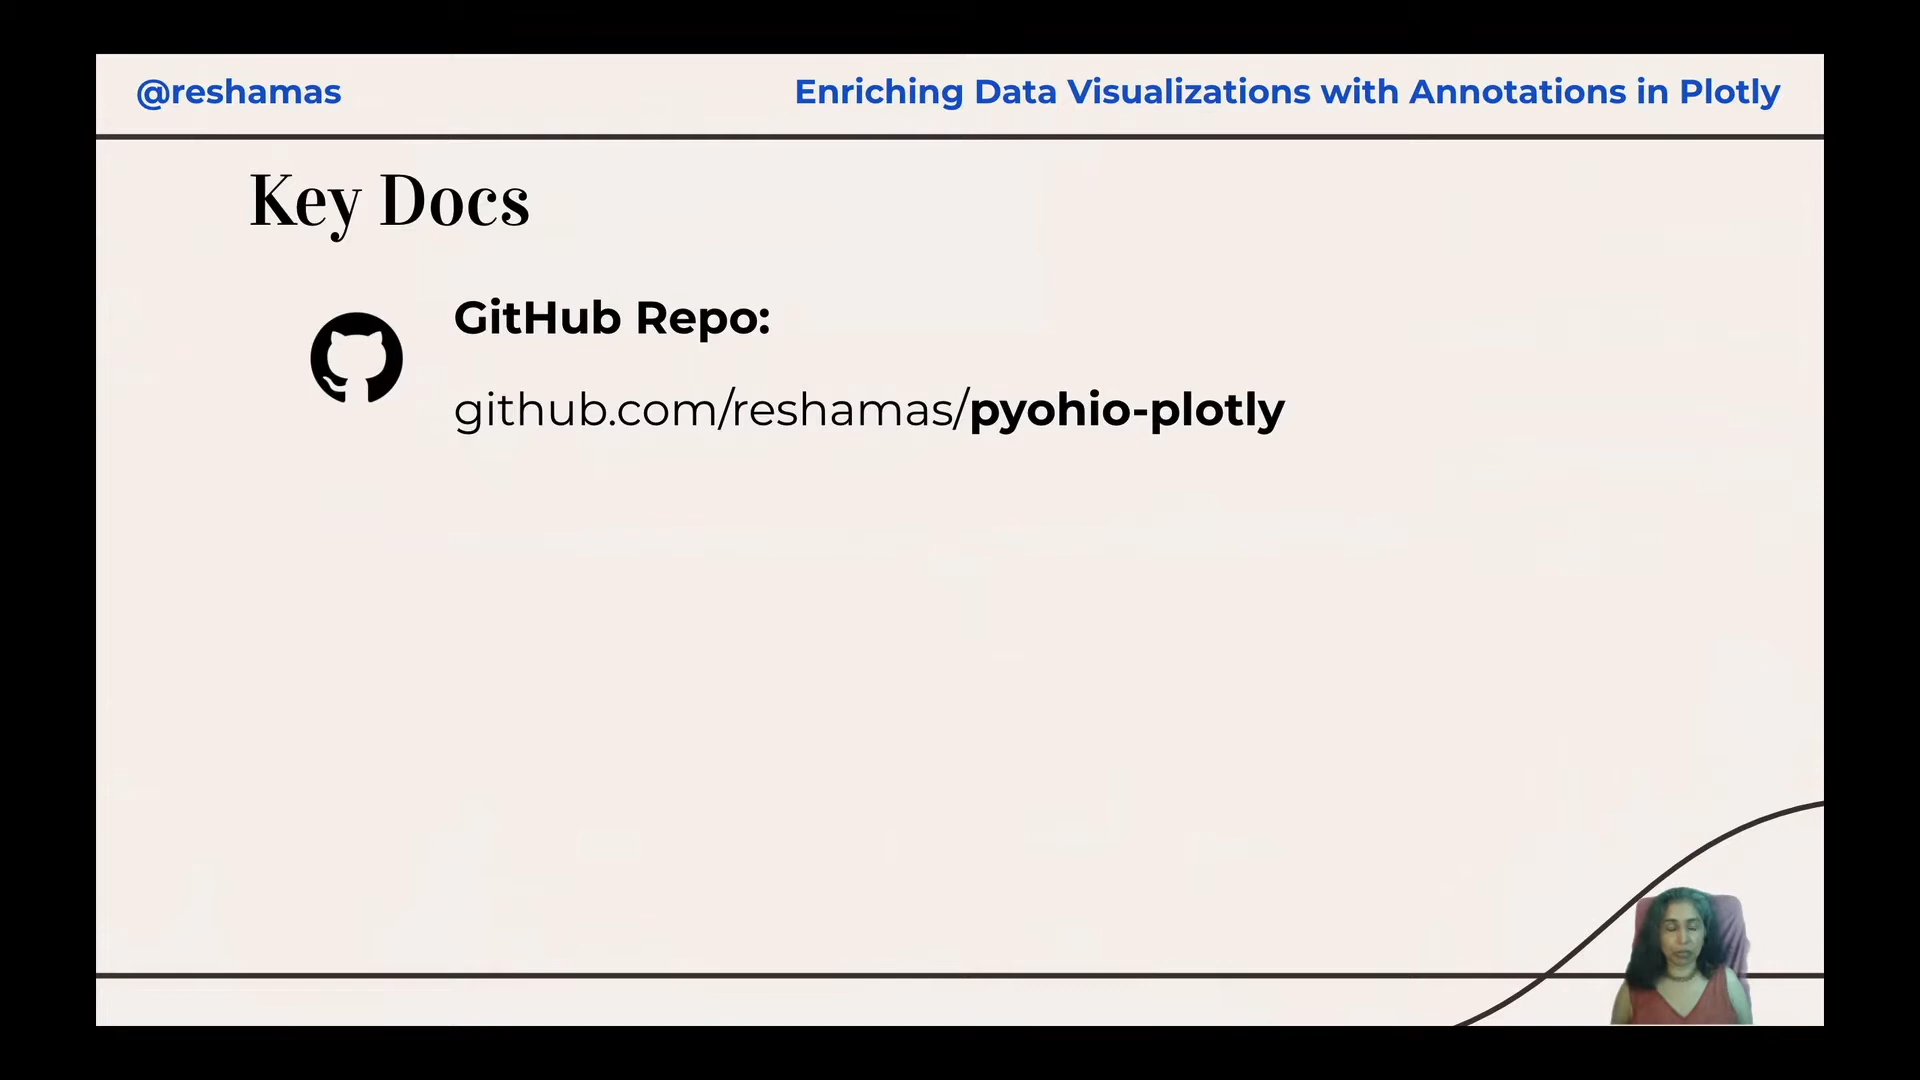 @reshamas
Enriching Data Visualizations with Annotations in Plotly
Key Docs
GitHub Repo:
github.com/reshamas/pyohio-plotly